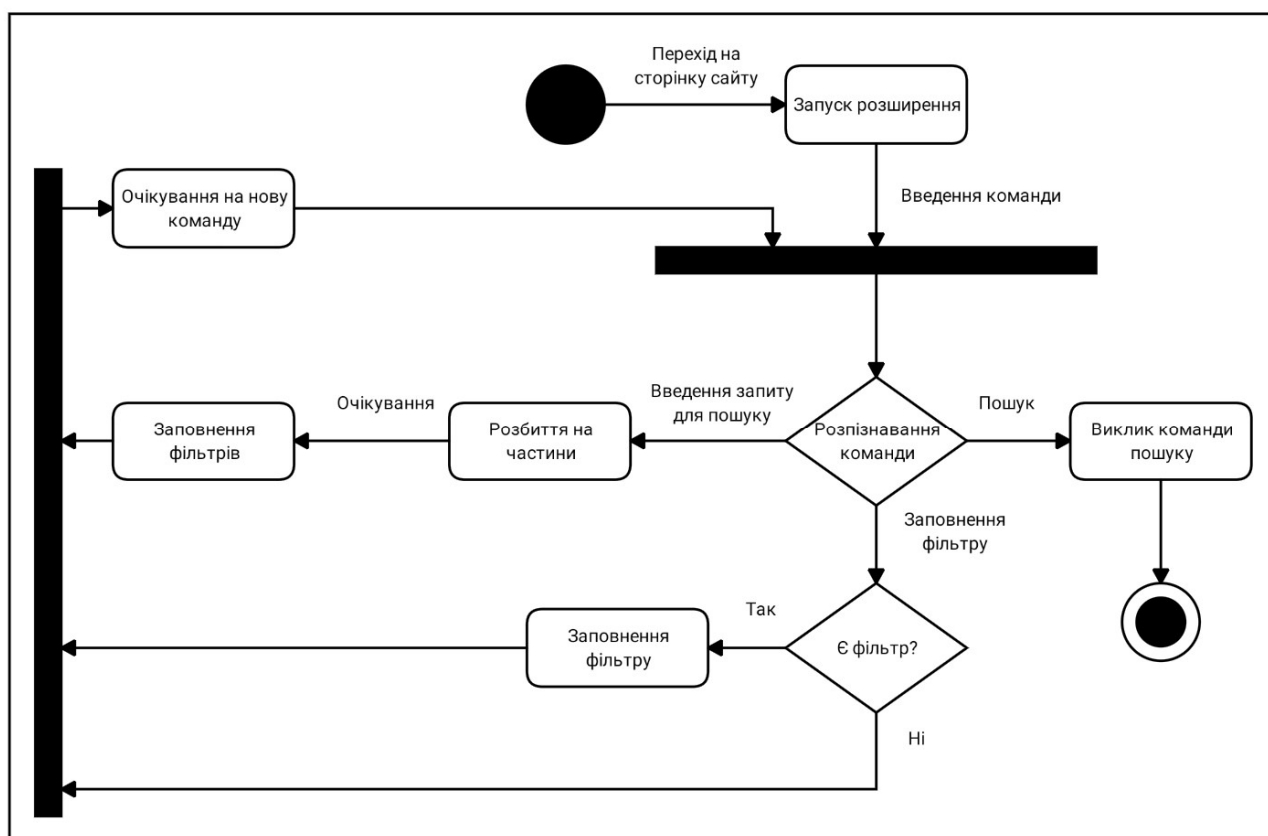 Перехід на
сторінку сайту
Запуск розширення
Очікування на нову
команду
Введення команди
Введення запиту
для пошуку
Очікування
Пошук
Заповнення
фільтрів
Розбиття на
частини
Розпізнавання
команди
Виклик команди
пошуку
Заповнення
фільтру
Так
Заповнення
фільтру
Є фільтр?
Ні